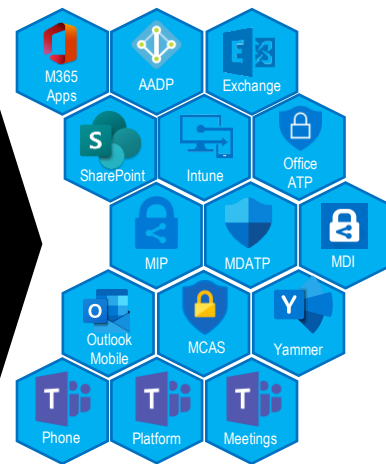 M365
Apps
AADP
E
Exchange
S
SharePoint
Intune
Office
ATP
MIP
MDATP
MDI
O
Outlook
Mobile
MCAS
Y
Yammer
T
Phone
T
Platform
T
Meetings